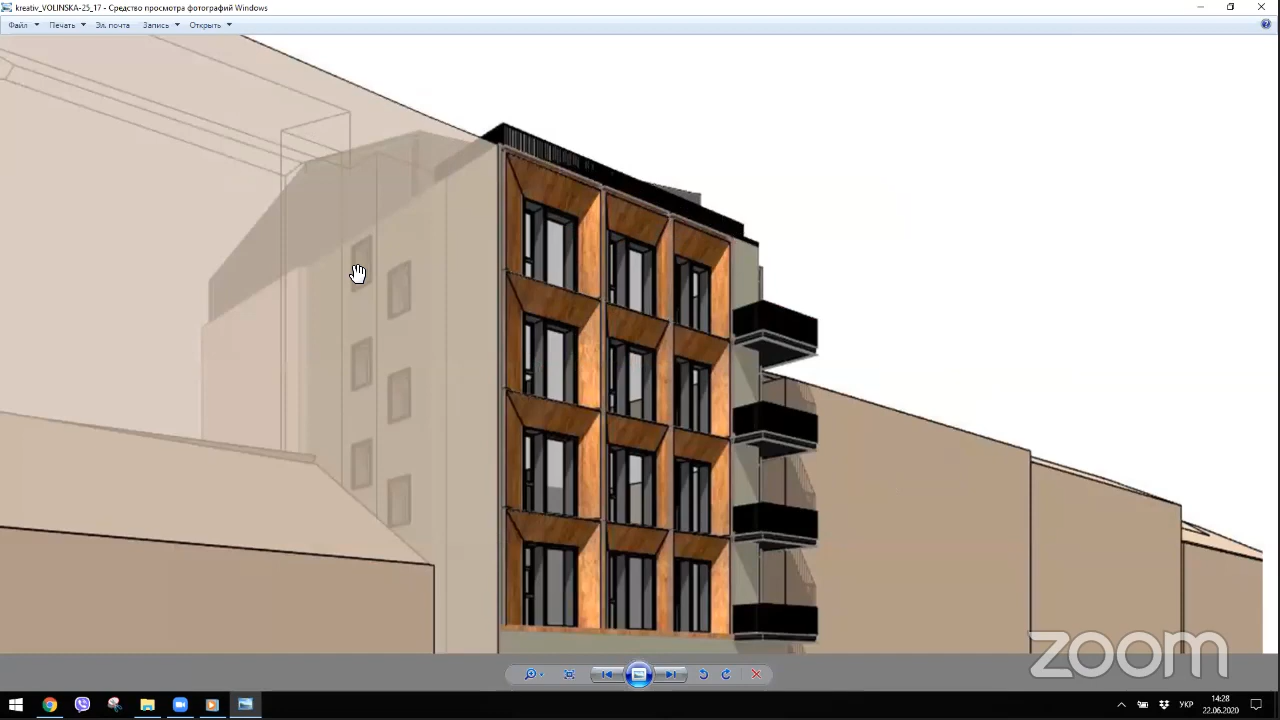 kreativ_VOLINSKA-25_17 - Средство просмотра фотографий Windows
Файл Печать Эл. почта Запись Открыть
zoom
УКР
14:28
22.06.2020